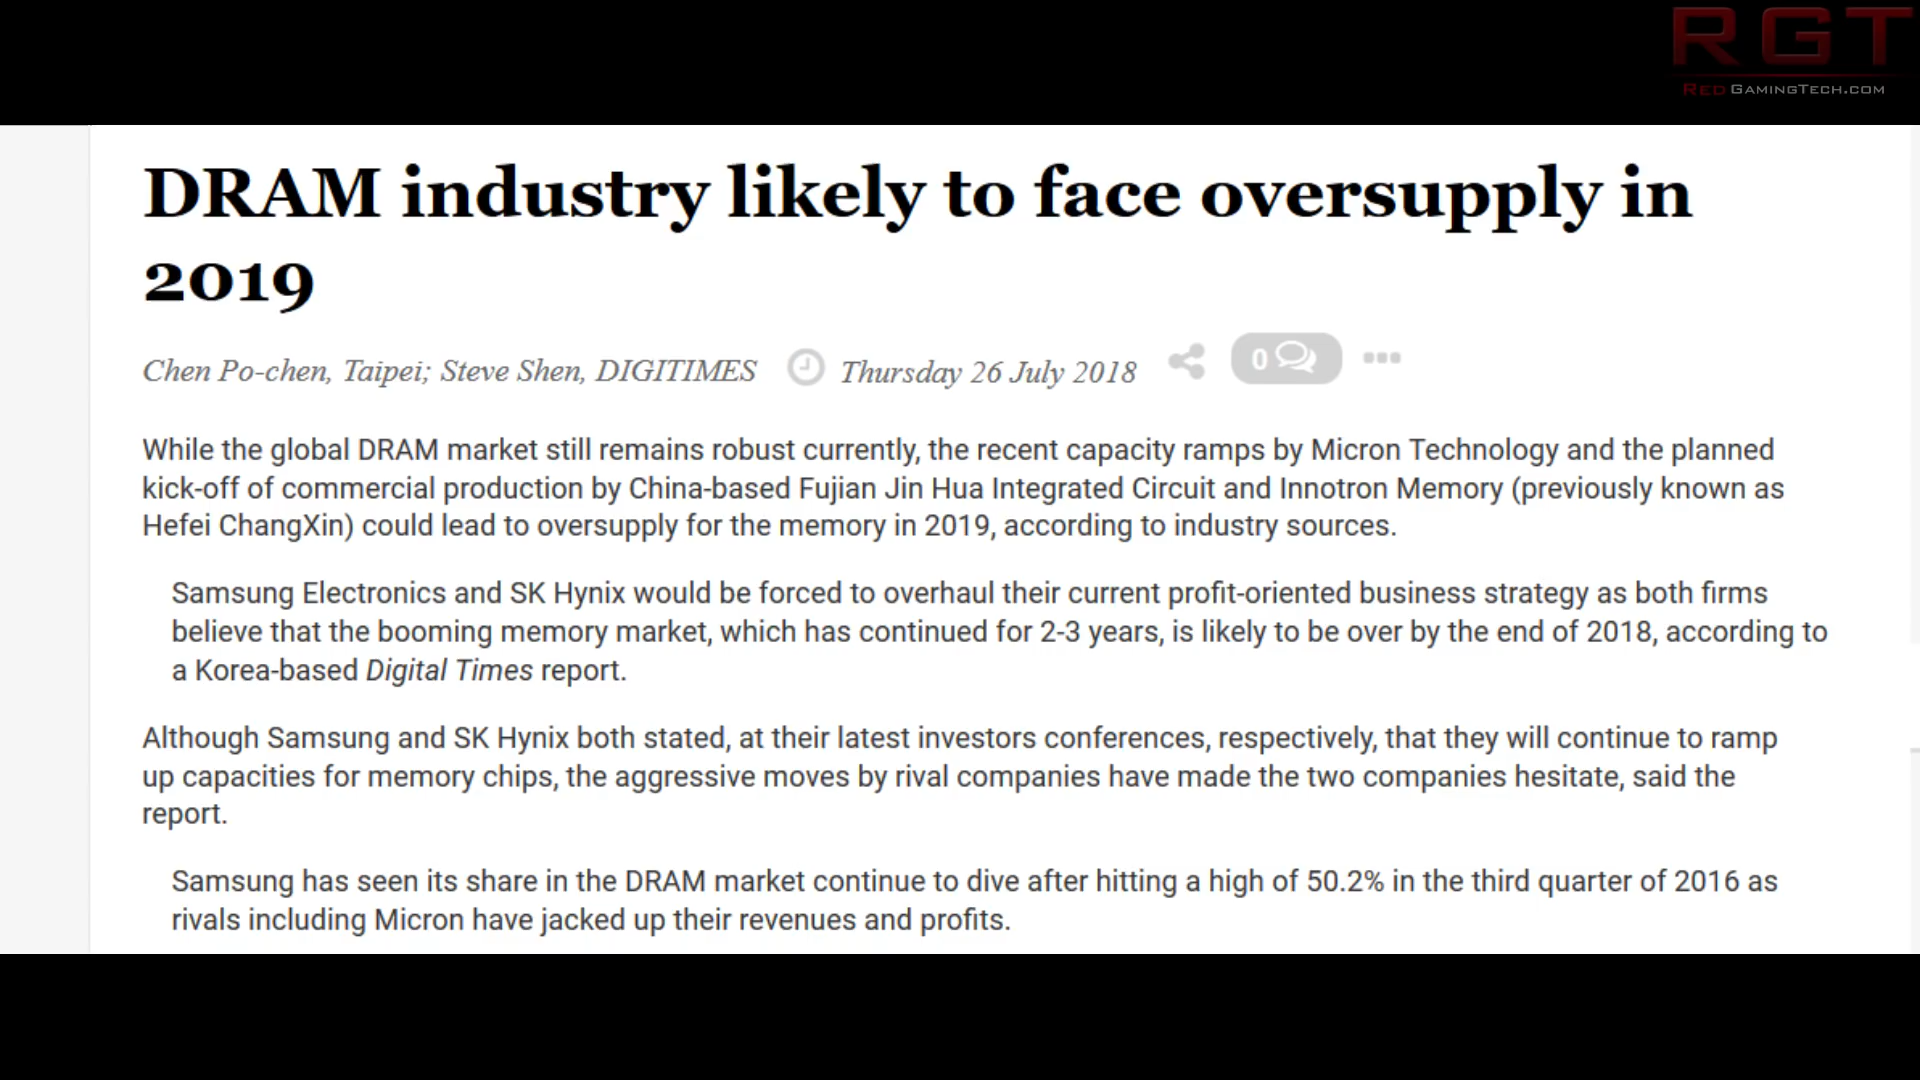 RGT
RedGamingTech.com
DRAM industry likely to face oversupply in
2019
Chen Po-chen, Taipei; Steve Shen, DIGITIMES Thursday 26 July 2018 0
While the global DRAM market still remains robust currently, the recent capacity ramps by Micron Technology and the planned
kick-off of commercial production by China-based Fujian Jin Hua Integrated Circuit and Innotron Memory (previously known as
Hefei ChangXin) could lead to oversupply for the memory in 2019, according to industry sources.
Samsung Electronics and SK Hynix would be forced to overhaul their current profit-oriented business strategy as both firms
believe that the booming memory market, which has continued for 2-3 years, is likely to be over by the end of 2018, according to
a Korea-based Digital Times report.
Although Samsung and SK Hynix both stated, at their latest investors conferences, respectively, that they will continue to ramp
up capacities for memory chips, the aggressive moves by rival companies have made the two companies hesitate, said the
report.
Samsung has seen its share in the DRAM market continue to dive after hitting a high of 50.2% in the third quarter of 2016 as
rivals including Micron have jacked up their revenues and profits.